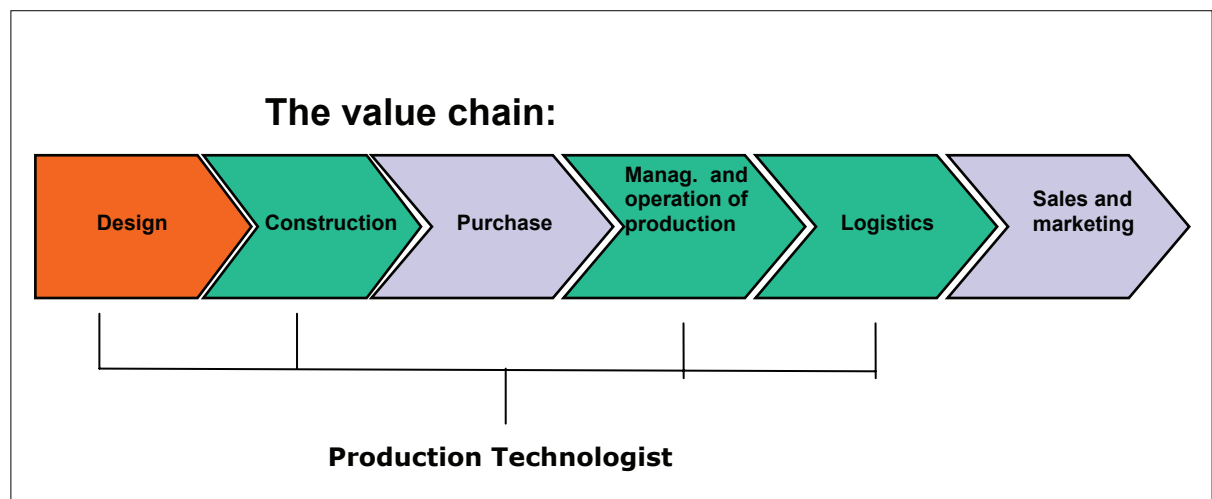 The value chain:
Design
Construction
Purchase
Manag. and
operation of
production
Logistics
Sales and
marketing
Production Technologist